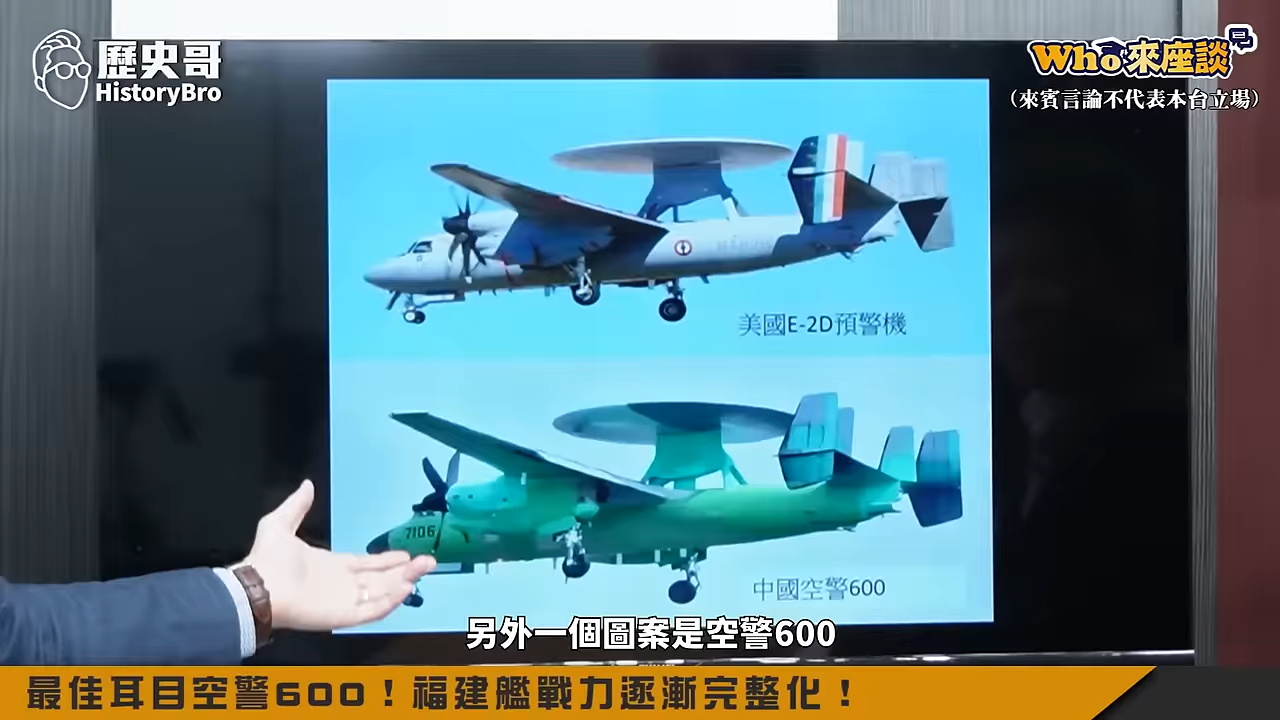 歷史哥
HistoryBro
Who來座談
(來賓言論不代表本台立場)
美國E-2D預警機
7106
中國空警600
另外一個圖案是空警600
最佳耳目空警600！福建艦戰力逐漸完整化！